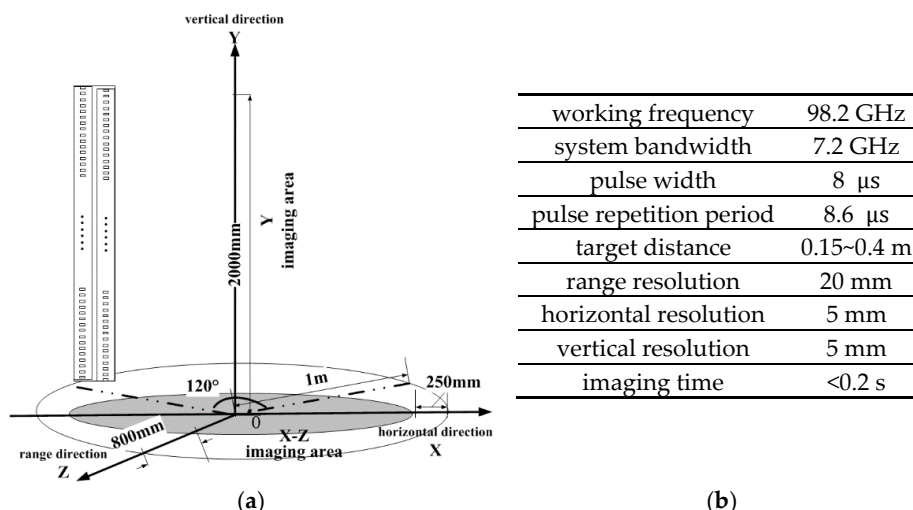 vertical direction
Y
Y
imaging area
2000mm
120°
1m
250mm
0
800mm
X-Z
imaging area
horizontal direction
X
range direction
Z
(a)
working frequency 98.2 GHz
system bandwidth 7.2 GHz
pulse width 8 μs
pulse repetition period 8.6 μs
target distance 0.15~0.4 m
range resolution 20 mm
horizontal resolution 5 mm
vertical resolution 5 mm
imaging time <0.2 s
(b)